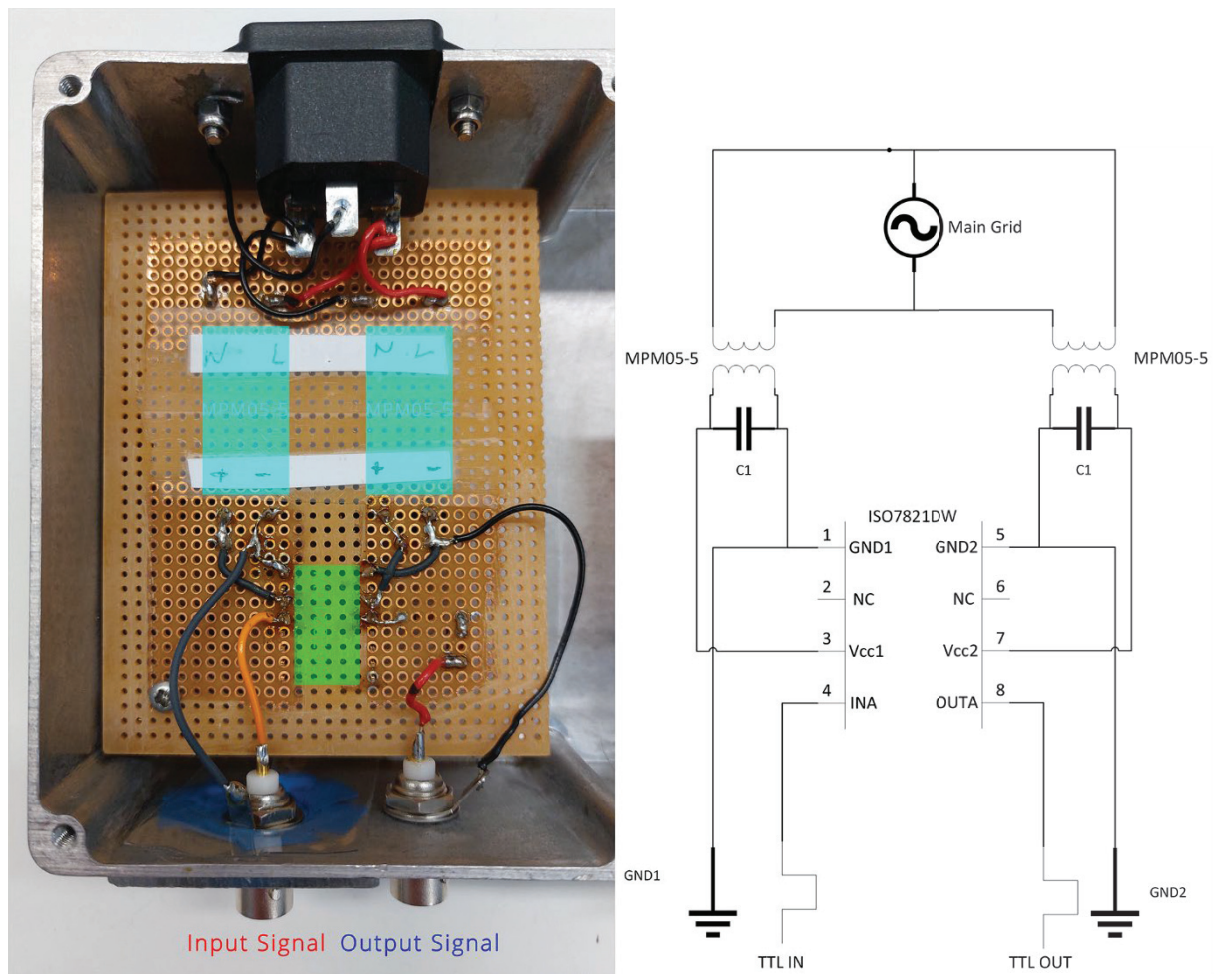 N L N L
MPM05-5 MPM05-5
+ - + -
Input Signal Output Signal
Main Grid
MPM05-5 MPM05-5
C1 C1
ISO7821DW
1 GND1 GND2 5
2 NC NC 6
3 Vcc1 Vcc2 7
4 INA OUTA 8
GND1 GND2
TTL IN TTL OUT